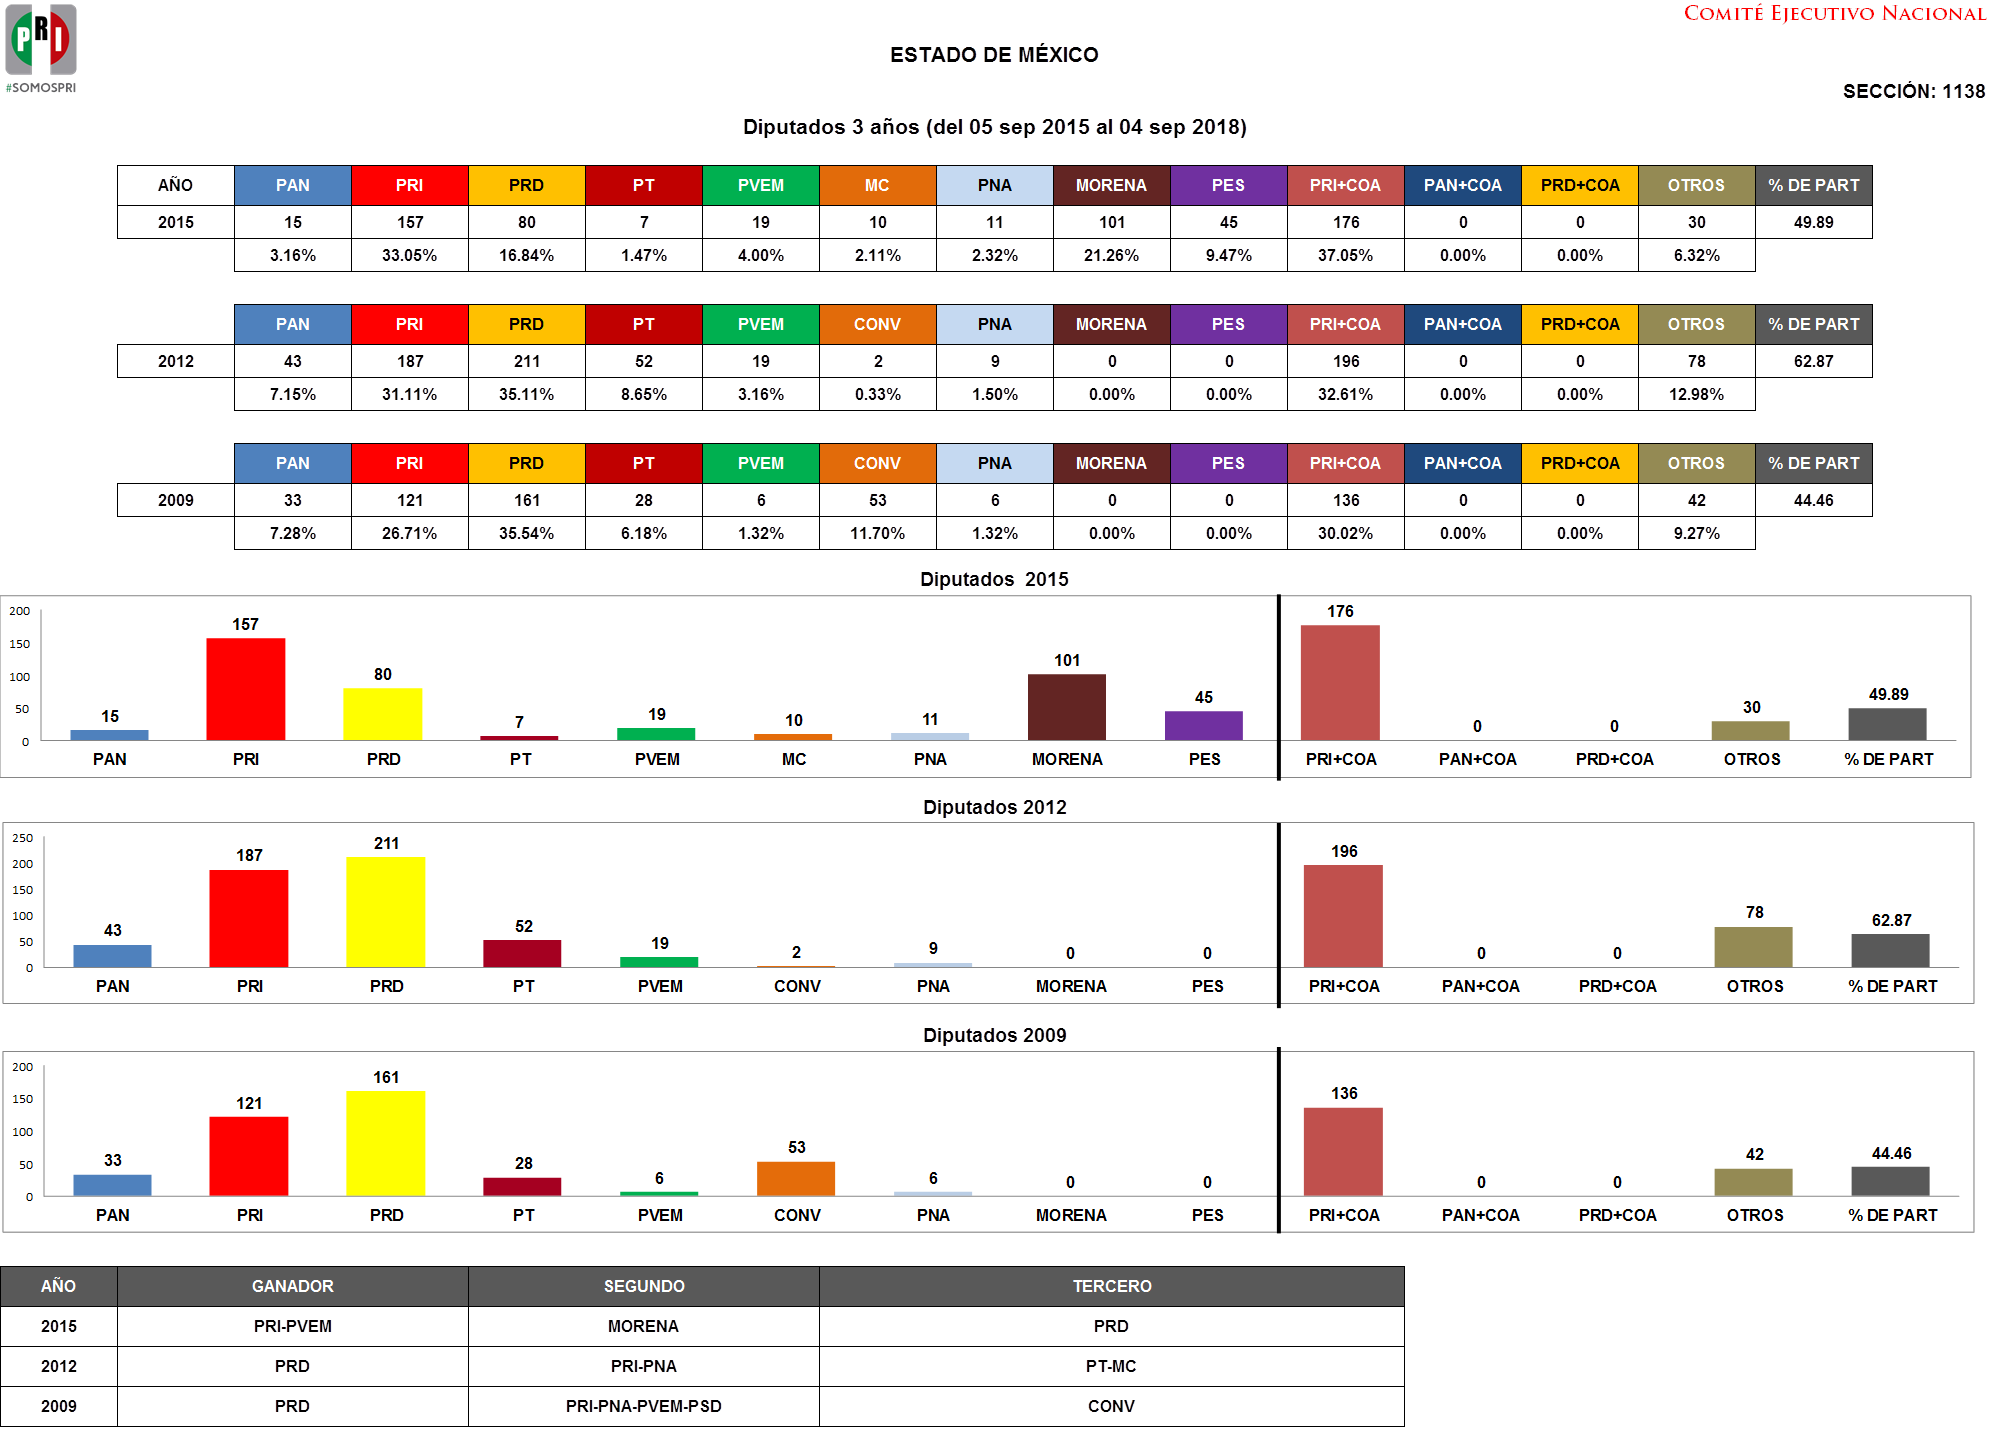 PRI
#SOMOSPRI
COMITÉ EJECUTIVO NACIONAL
ESTADO DE MÉXICO
SECCIÓN: 1138
Diputados 3 años (del 05 sep 2015 al 04 sep 2018)
AÑO PAN PRI PRD PT PVEM MC PNA MORENA PES PRI+COA PAN+COA PRD+COA OTROS % DE PART
2015 15 157 80 7 19 10 11 101 45 176 0 0 30 49.89
3.16% 33.05% 16.84% 1.47% 4.00% 2.11% 2.32% 21.26% 9.47% 37.05% 0.00% 0.00% 6.32%
PAN PRI PRD PT PVEM CONV PNA MORENA PES PRI+COA PAN+COA PRD+COA OTROS % DE PART
2012 43 187 211 52 19 2 9 0 0 196 0 0 78 62.87
7.15% 31.11% 35.11% 8.65% 3.16% 0.33% 1.50% 0.00% 0.00% 32.61% 0.00% 0.00% 12.98%
PAN PRI PRD PT PVEM CONV PNA MORENA PES PRI+COA PAN+COA PRD+COA OTROS % DE PART
2009 33 121 161 28 6 53 6 0 0 136 0 0 42 44.46
7.28% 26.71% 35.54% 6.18% 1.32% 11.70% 1.32% 0.00% 0.00% 30.02% 0.00% 0.00% 9.27%
Diputados 2015
200
150
100
50
0
15 157 80 7 19 10 11 101 45 176 0 0 30 49.89
PAN PRI PRD PT PVEM MC PNA MORENA PES PRI+COA PAN+COA PRD+COA OTROS % DE PART
Diputados 2012
250
200
150
100
50
0
43 187 211 52 19 2 9 0 0 196 0 0 78 62.87
PAN PRI PRD PT PVEM CONV PNA MORENA PES PRI+COA PAN+COA PRD+COA OTROS % DE PART
Diputados 2009
200
150
100
50
0
33 121 161 28 6 53 6 0 0 136 0 0 42 44.46
PAN PRI PRD PT PVEM CONV PNA MORENA PES PRI+COA PAN+COA PRD+COA OTROS % DE PART
AÑO GANADOR SEGUNDO TERCERO
2015 PRI-PVEM MORENA PRD
2012 PRD PRI-PNA PT-MC
2009 PRD PRI-PNA-PVEM-PSD CONV